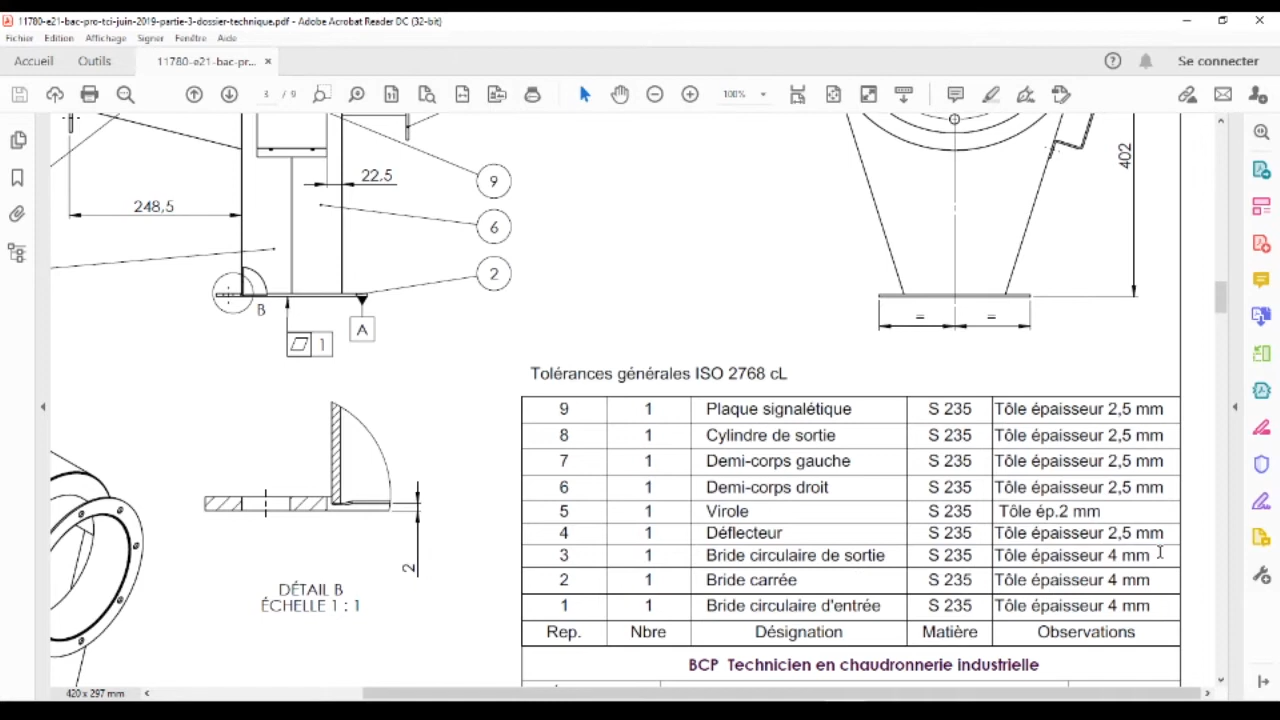 11780-e21-bac-pro-tci-juin-2019-partie-3-dossier-technique.pdf - Adobe Acrobat Reader DC (32-bit)
Fichier Edition Affichage Signer Fenêtre Aide
Accueil Outils 11780-e21-bac-pr... × Se connecter
3 / 9 100%
402
22,5
9
248,5
6
2
B
A
1
= =
Tolérances générales ISO 2768 cL
9 1 Plaque signalétique S 235 Tôle épaisseur 2,5 mm
8 1 Cylindre de sortie S 235 Tôle épaisseur 2,5 mm
7 1 Demi-corps gauche S 235 Tôle épaisseur 2,5 mm
6 1 Demi-corps droit S 235 Tôle épaisseur 2,5 mm
5 1 Virole S 235 Tôle ép.2 mm
4 1 Déflecteur S 235 Tôle épaisseur 2,5 mm
3 1 Bride circulaire de sortie S 235 Tôle épaisseur 4 mm
2 1 Bride carrée S 235 Tôle épaisseur 4 mm
1 1 Bride circulaire d'entrée S 235 Tôle épaisseur 4 mm
Rep. Nbre Désignation Matière Observations
BCP Technicien en chaudronnerie industrielle
2
DÉTAIL B
ÉCHELLE 1 : 1
420 x 297 mm